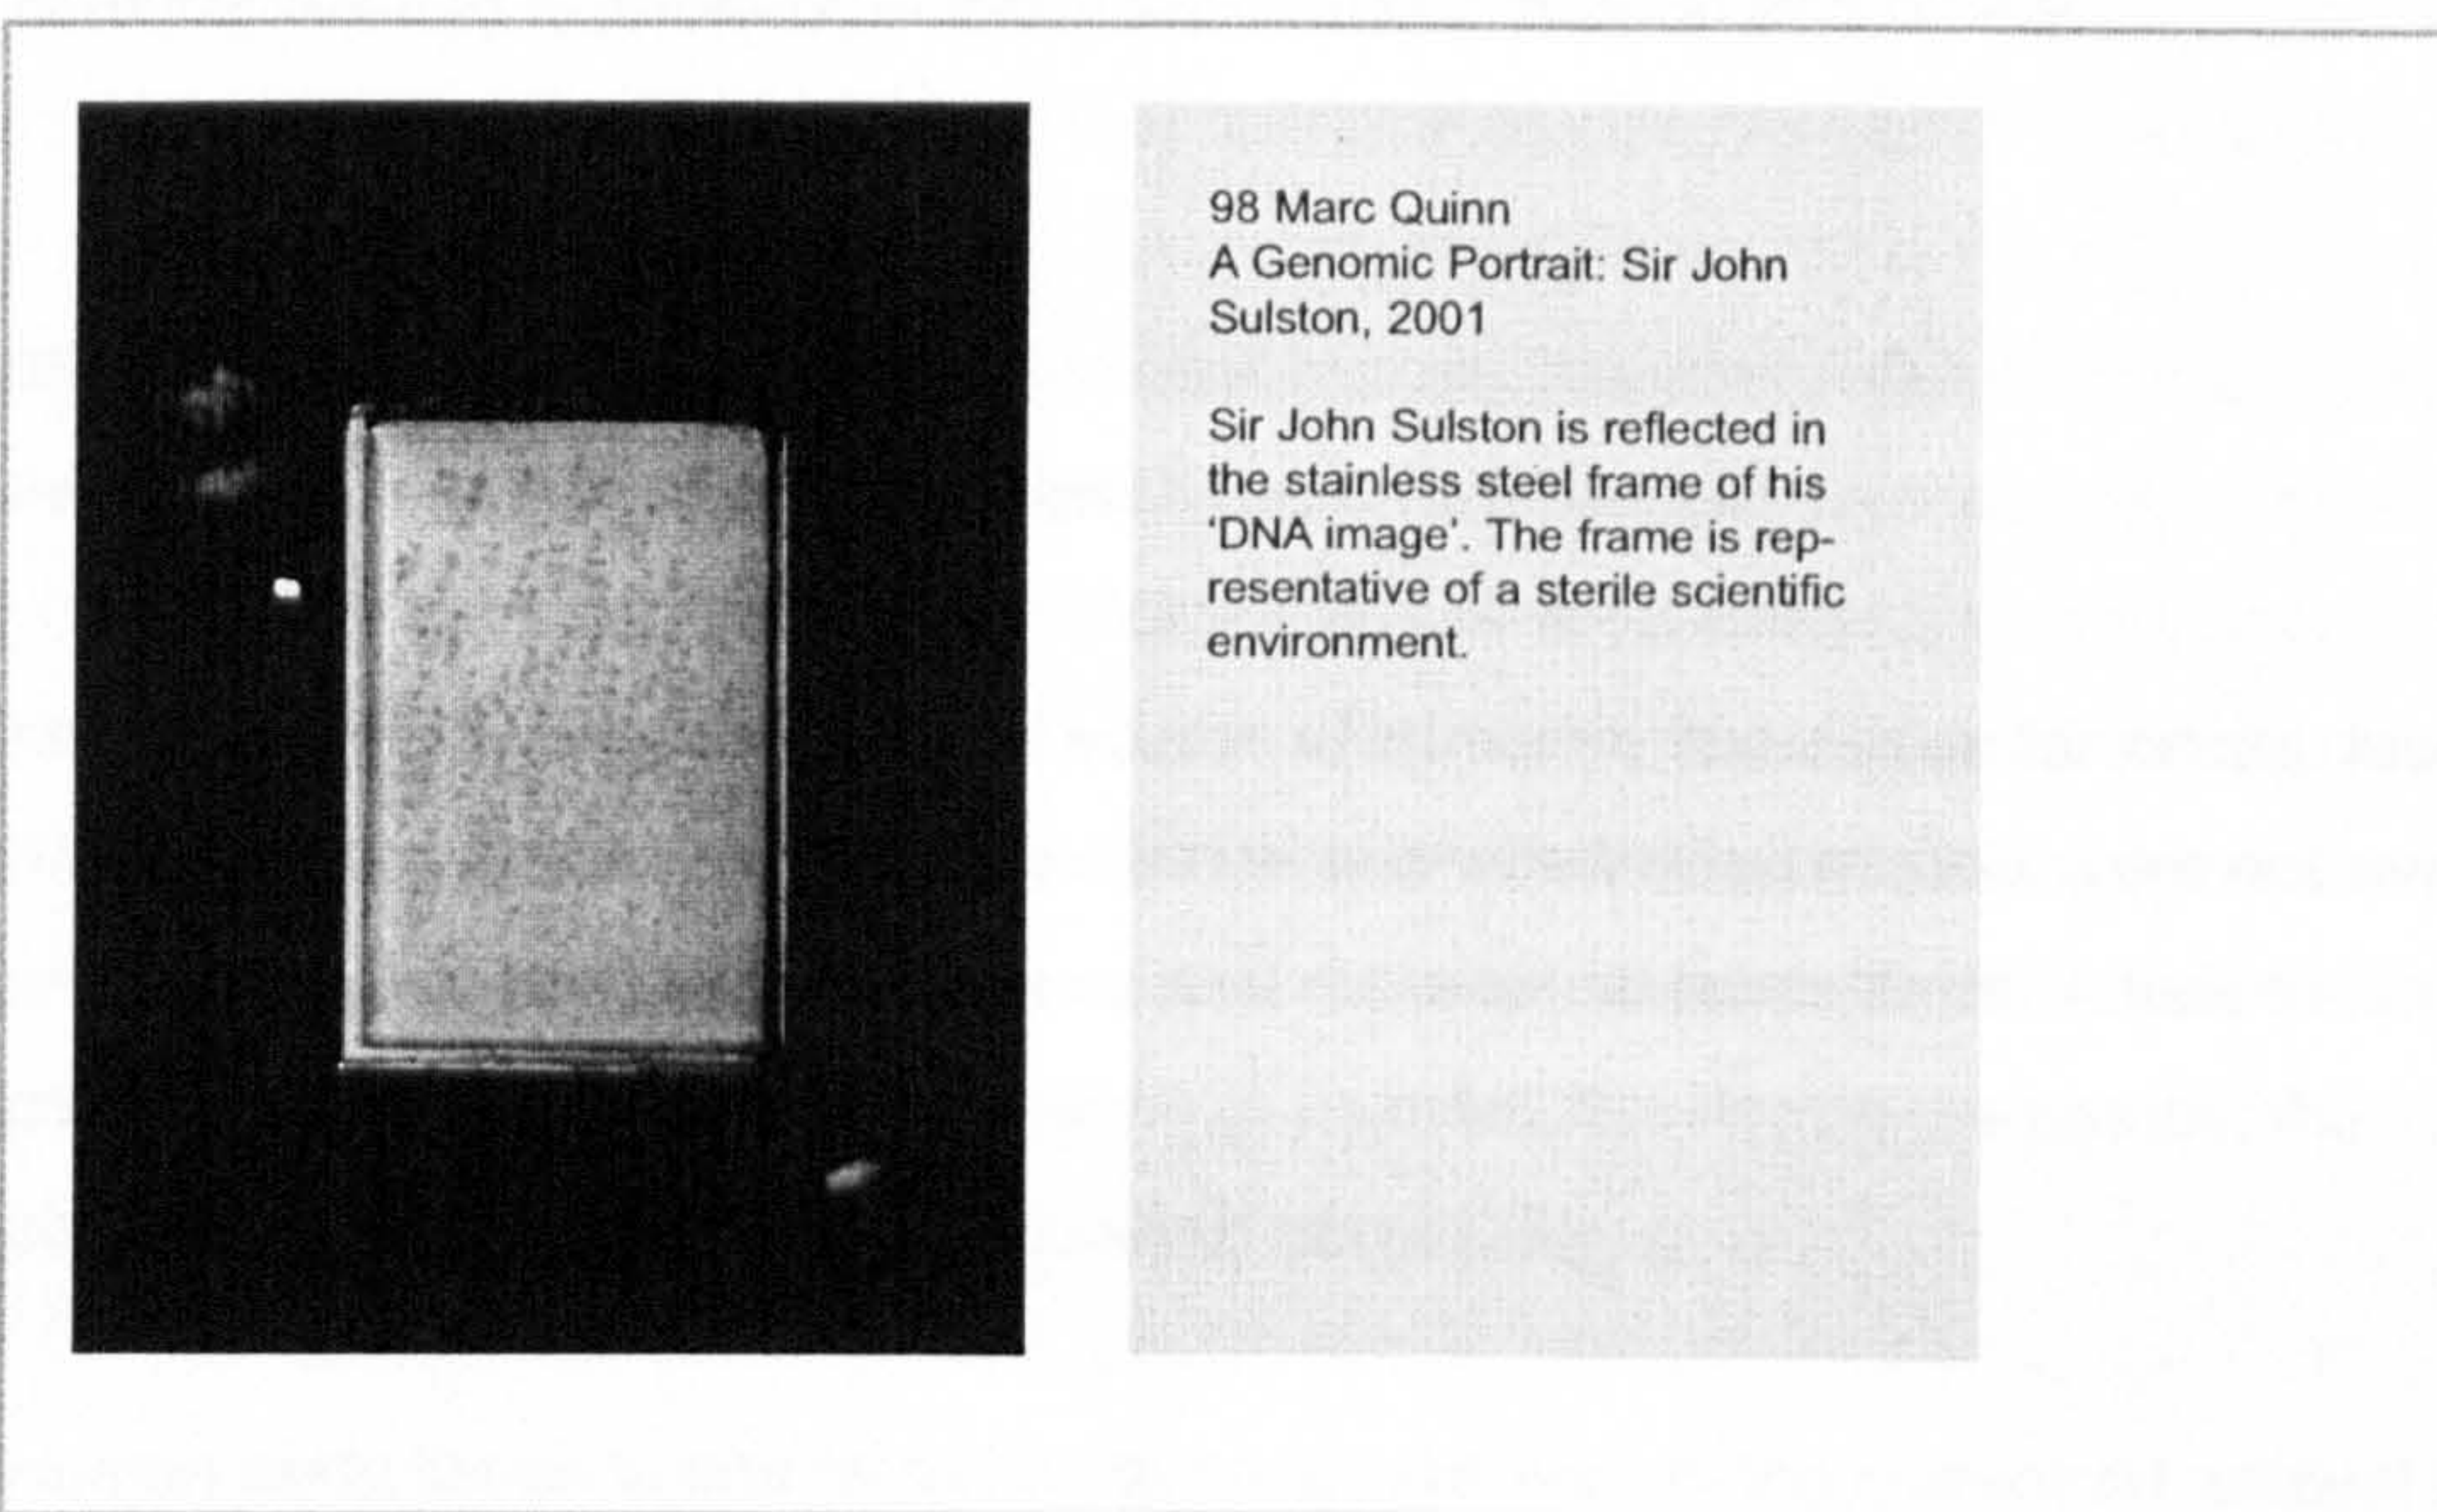 98 Marc Quinn
A Genomic Portrait: Sir John
Sulston, 2001
Sir John Sulston is reflected in
the stainless steel frame of his
‘DNA image’. The frame is rep-
resentative of a sterile scientific
environment.